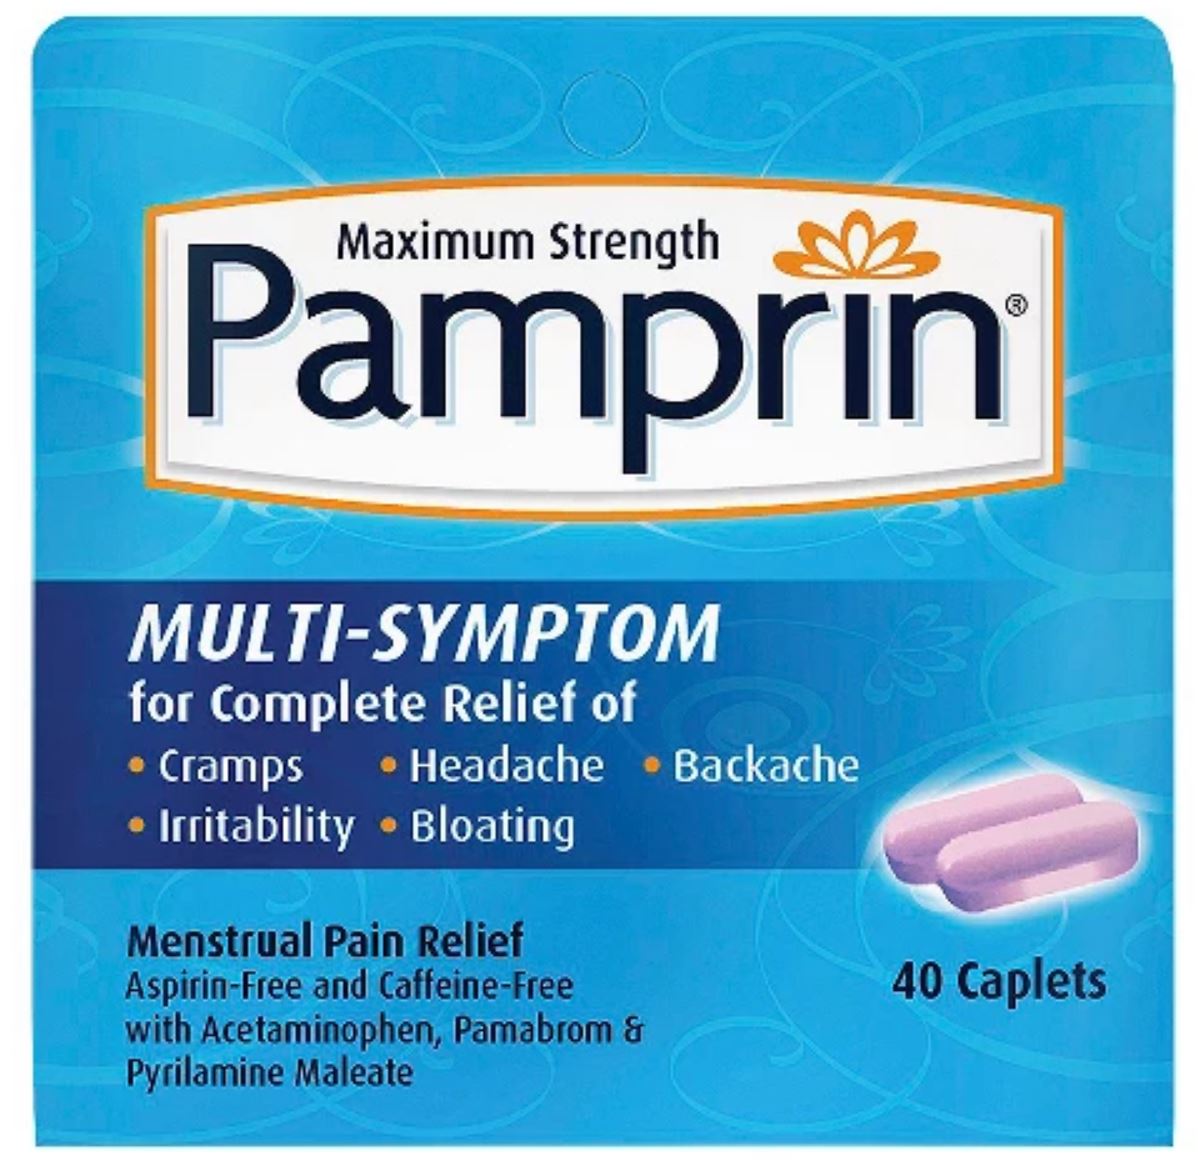 Maximum Strength
Pamprin®
MULTI-SYMPTOM
for Complete Relief of
• Cramps • Headache • Backache
• Irritability • Bloating
Menstrual Pain Relief
Aspirin-Free and Caffeine-Free
with Acetaminophen, Pamabrom &
Pyrilamine Maleate
40 Caplets